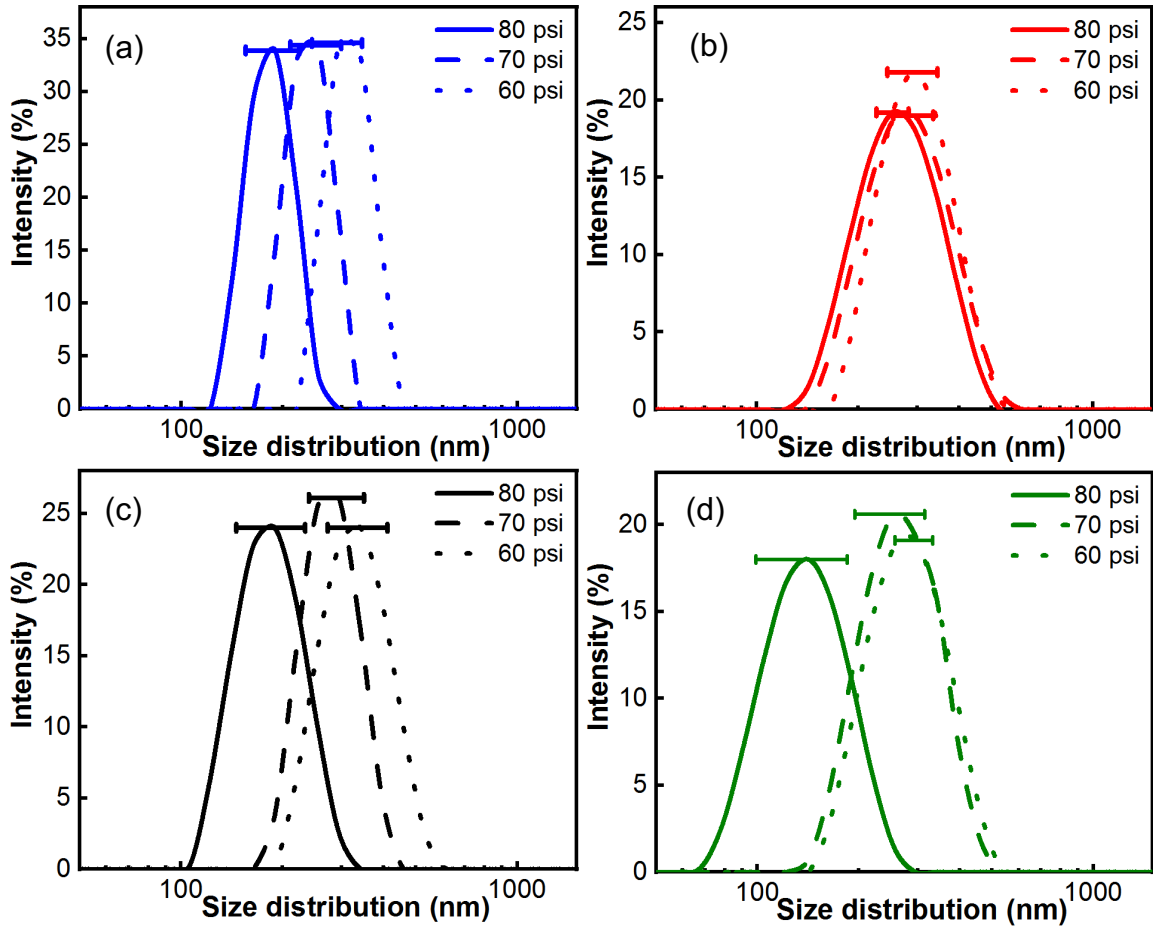 (a)
80 psi
70 psi
60 psi
Intensity (%)
35
30
25
20
15
10
5
0
100
1000
Size distribution (nm)
(b)
80 psi
70 psi
60 psi
Intensity (%)
25
20
15
10
5
0
100
1000
Size distribution (nm)
(c)
80 psi
70 psi
60 psi
Intensity (%)
25
20
15
10
5
0
100
1000
Size distribution (nm)
(d)
80 psi
70 psi
60 psi
Intensity (%)
20
15
10
5
0
100
1000
Size distribution (nm)